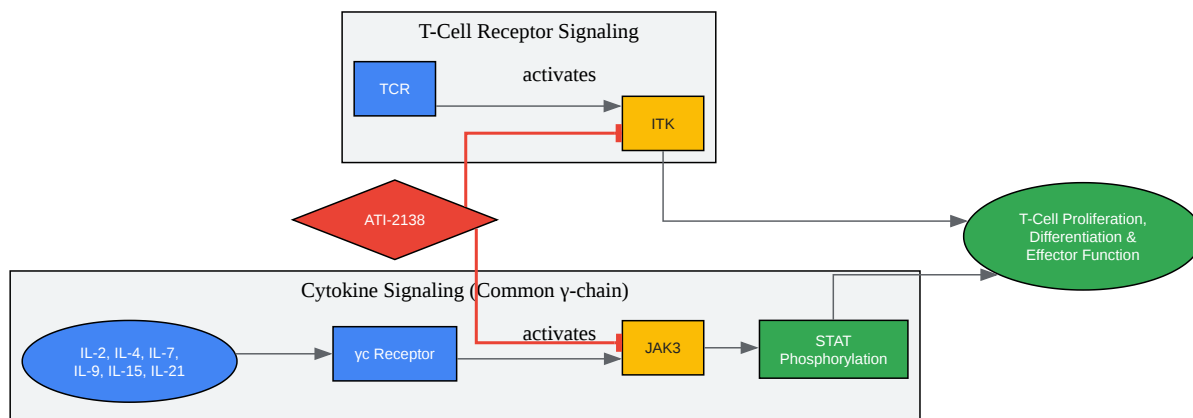 T-Cell Receptor Signaling
activates
TCR
ITK
ATI-2138
T-Cell Proliferation,
Differentiation &
Effector Function
Cytokine Signaling (Common γ-chain)
activates
IL-2, IL-4, IL-7,
IL-9, IL-15, IL-21
γc Receptor
JAK3
STAT
Phosphorylation